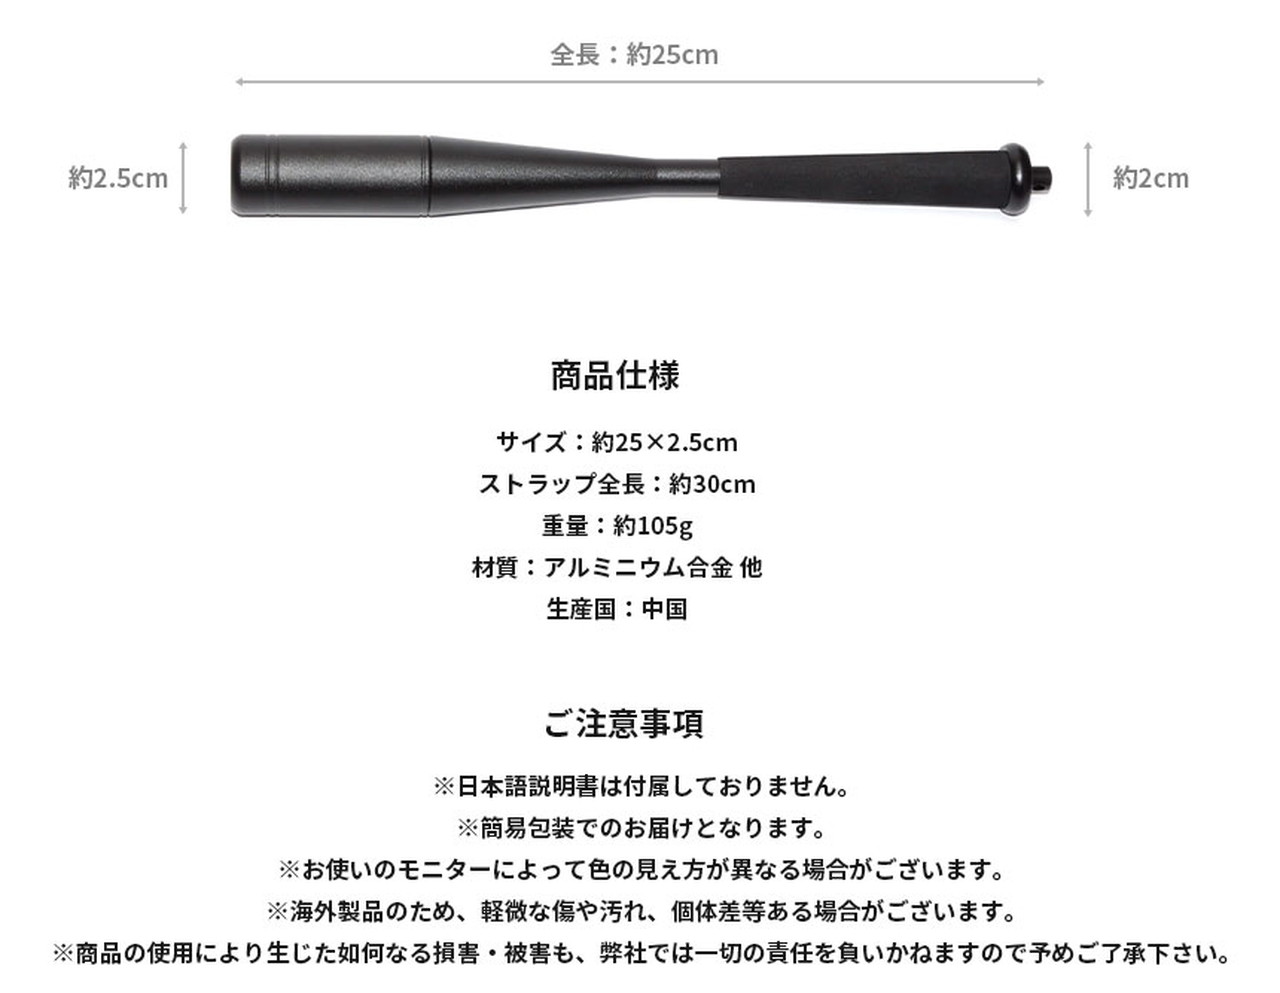 全長：約25cm
約2.5cm
約2cm
商品仕様
サイズ：約25×2.5cm
ストラップ全長：約30cm
重量：約105g
材質：アルミニウム合金 他
生産国：中国
ご注意事項
※日本語説明書は付属しておりません。
※簡易包装でのお届けとなります。
※お使いのモニターによって色の見え方が異なる場合がございます。
※海外製品のため、軽微な傷や汚れ、個体差等ある場合がございます。
※商品の使用により生じた如何なる損害・被害も、弊社では一切の責任を負いかねますので予めご了承下さい。